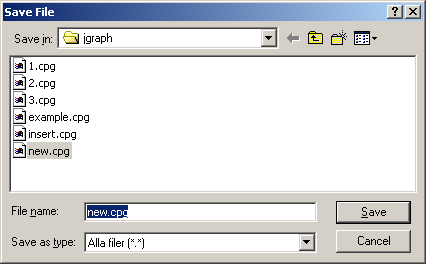 Save File
Save in: jgraph
1.cpg
2.cpg
3.cpg
example.cpg
insert.cpg
new.cpg
File name: new.cpg Save
Save as type: Alla filer (*.*) Cancel